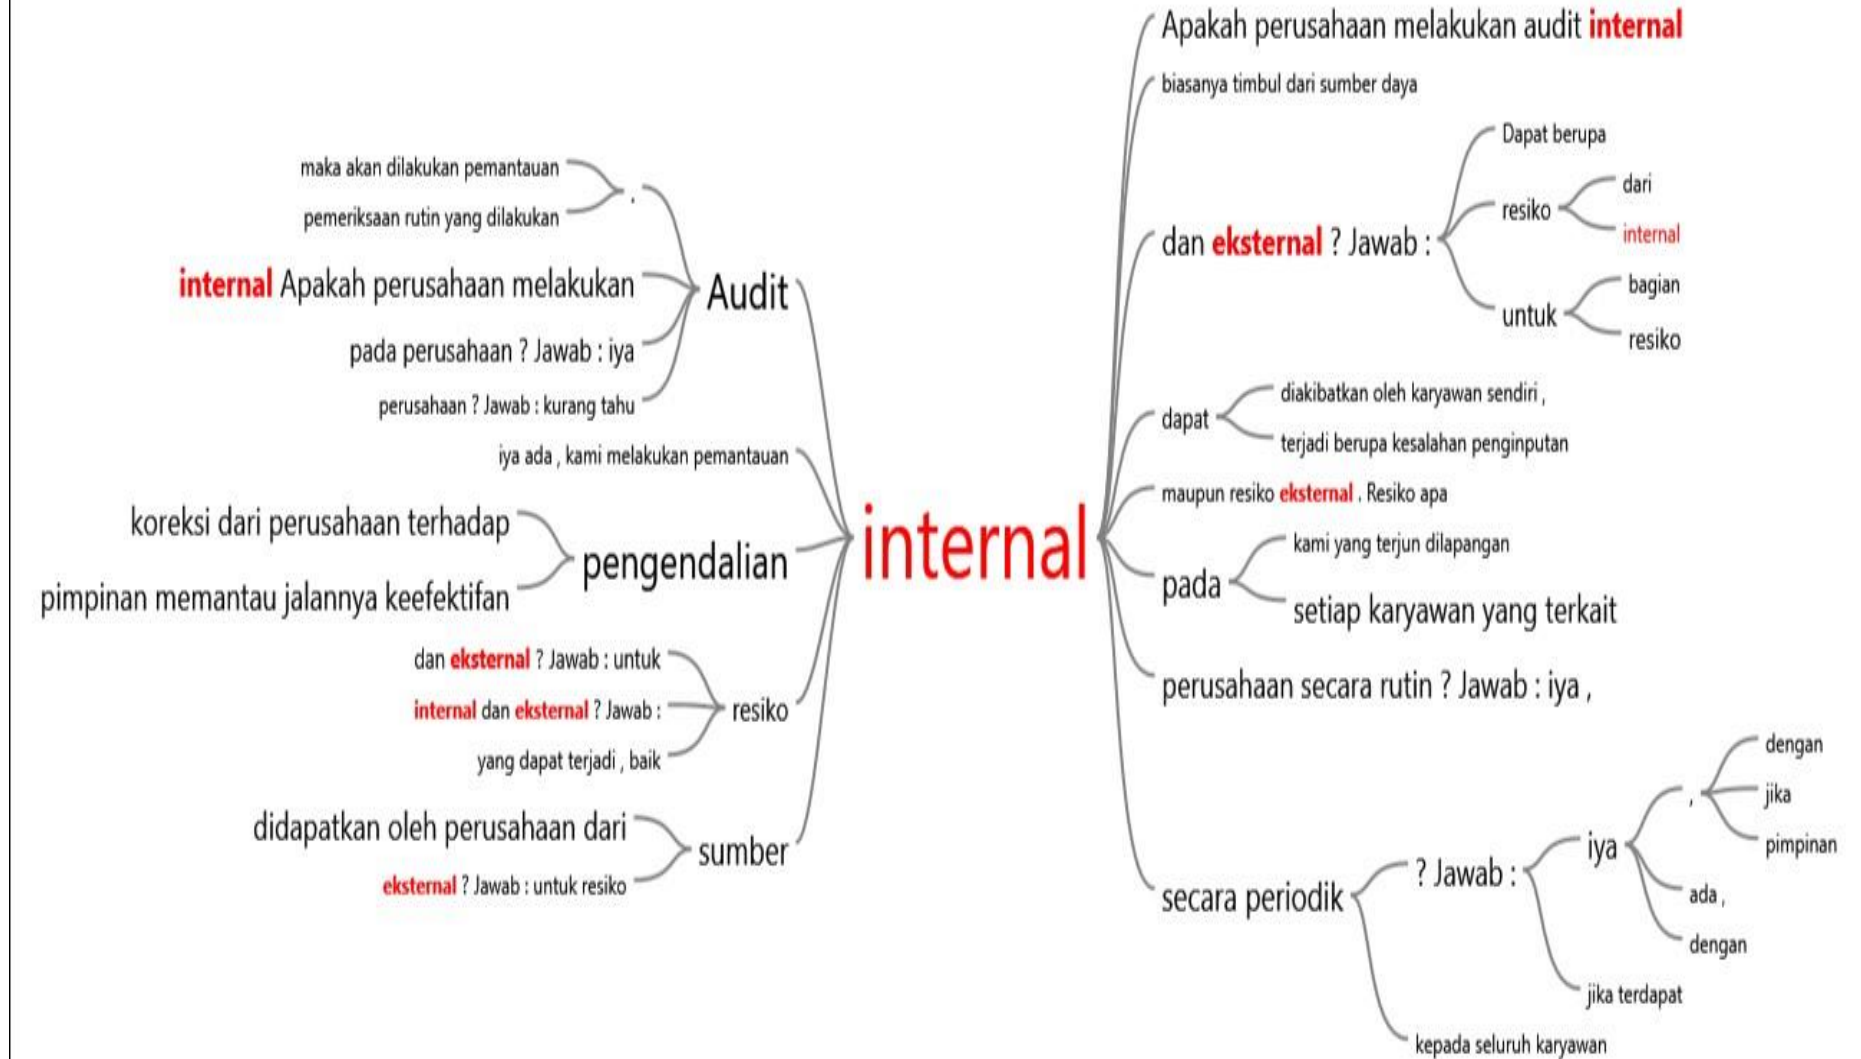 maka akan dilakukan pemantauan
pemeriksaan rutin yang dilakukan
.
internal Apakah perusahaan melakukan
pada perusahaan ? Jawab : iya
perusahaan ? Jawab : kurang tahu
Audit
iya ada , kami melakukan pemantauan
koreksi dari perusahaan terhadap
pimpinan memantau jalannya keefektifan
pengendalian
dan eksternal ? Jawab : untuk
internal dan eksternal ? Jawab :
yang dapat terjadi , baik
resiko
didapatkan oleh perusahaan dari
eksternal ? Jawab : untuk resiko
sumber
internal
Apakah perusahaan melakukan audit internal
biasanya timbul dari sumber daya
dan eksternal ? Jawab :
Dapat berupa
resiko
dari
internal
untuk
bagian
resiko
dapat
diakibatkan oleh karyawan sendiri ,
terjadi berupa kesalahan penginputan
maupun resiko eksternal . Resiko apa
pada
kami yang terjun dilapangan
setiap karyawan yang terkait
perusahaan secara rutin ? Jawab : iya ,
secara periodik
? Jawab :
iya
,
dengan
jika
pimpinan
ada ,
dengan
jika terdapat
kepada seluruh karyawan